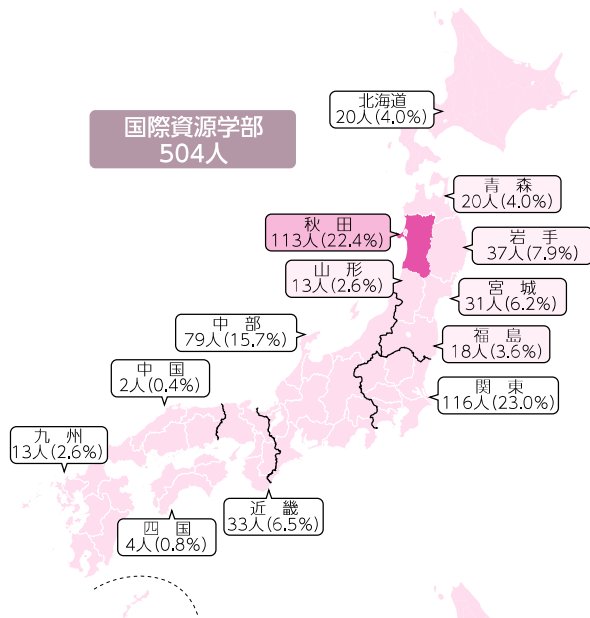 国際資源学部
504人
北海道
20人(4.0%)
青　森
20人(4.0%)
秋　田
113人(22.4%)
岩　手
37人(7.9%)
山　形
13人(2.6%)
宮　城
31人(6.2%)
中　部
79人(15.7%)
福　島
18人(3.6%)
中　国
2人(0.4%)
関　東
116人(23.0%)
九　州
13人(2.6%)
近　畿
33人(6.5%)
四　国
4人(0.8%)